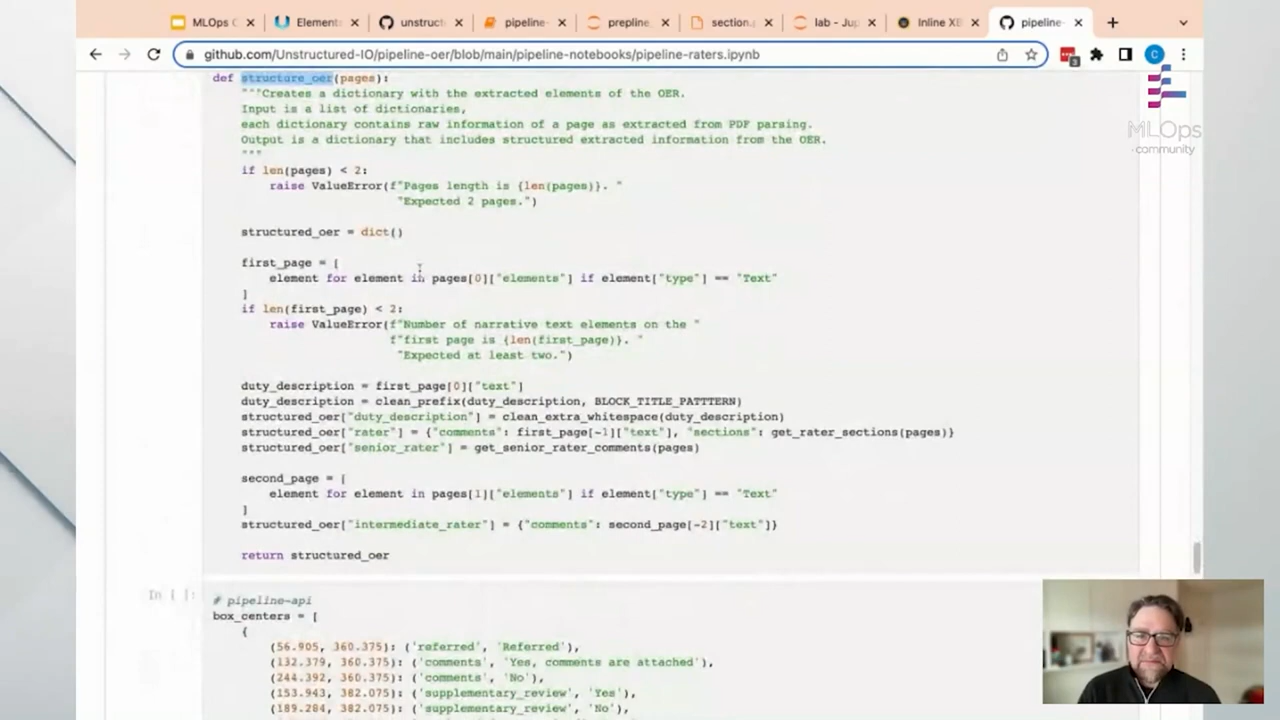 MLOps C
Element
unstruct
pipeline-
prepline
section.
lab - Jup
Inline XB
pipeline-
github.com/Unstructured-IO/pipeline-oer/blob/main/pipeline-notebooks/pipeline-raters.ipynb
3
C
MLOps
community
def structure_oer(pages):
"""Creates a dictionary with the extracted elements of the OER.
Input is a list of dictionaries,
each dictionary contains raw information of a page as extracted from PDF parsing.
Output is a dictionary that includes structured extracted information from the OER.
"""
if len(pages) < 2:
raise ValueError(f"Pages length is {len(pages)}. "
"Expected 2 pages.")
structured_oer = dict()
first_page = [
element for element in pages[0]["elements"] if element["type"] == "Text"
]
if len(first_page) < 2:
raise ValueError(f"Number of narrative text elements on the "
f"first page is {len(first_page)}. "
"Expected at least two.")
duty_description = first_page[0]["text"]
duty_description = clean_prefix(duty_description, BLOCK_TITLE_PATTTERN)
structured_oer["duty_description"] = clean_extra_whitespace(duty_description)
structured_oer["rater"] = {"comments": first_page[-1]["text"], "sections": get_rater_sections(pages)}
structured_oer["senior_rater"] = get_senior_rater_comments(pages)
second_page = [
element for element in pages[1]["elements"] if element["type"] == "Text"
]
structured_oer["intermediate_rater"] = {"comments": second_page[-2]["text"]}
return structured_oer
In [ ]:
# pipeline-api
box_centers = [
{
(56.905, 360.375): ('referred', 'Referred'),
(132.379, 360.375): ('comments', 'Yes, comments are attached'),
(244.392, 360.375): ('comments', 'No'),
(153.943, 382.075): ('supplementary_review', 'Yes'),
(189.284, 382.075): ('supplementary_review', 'No'),